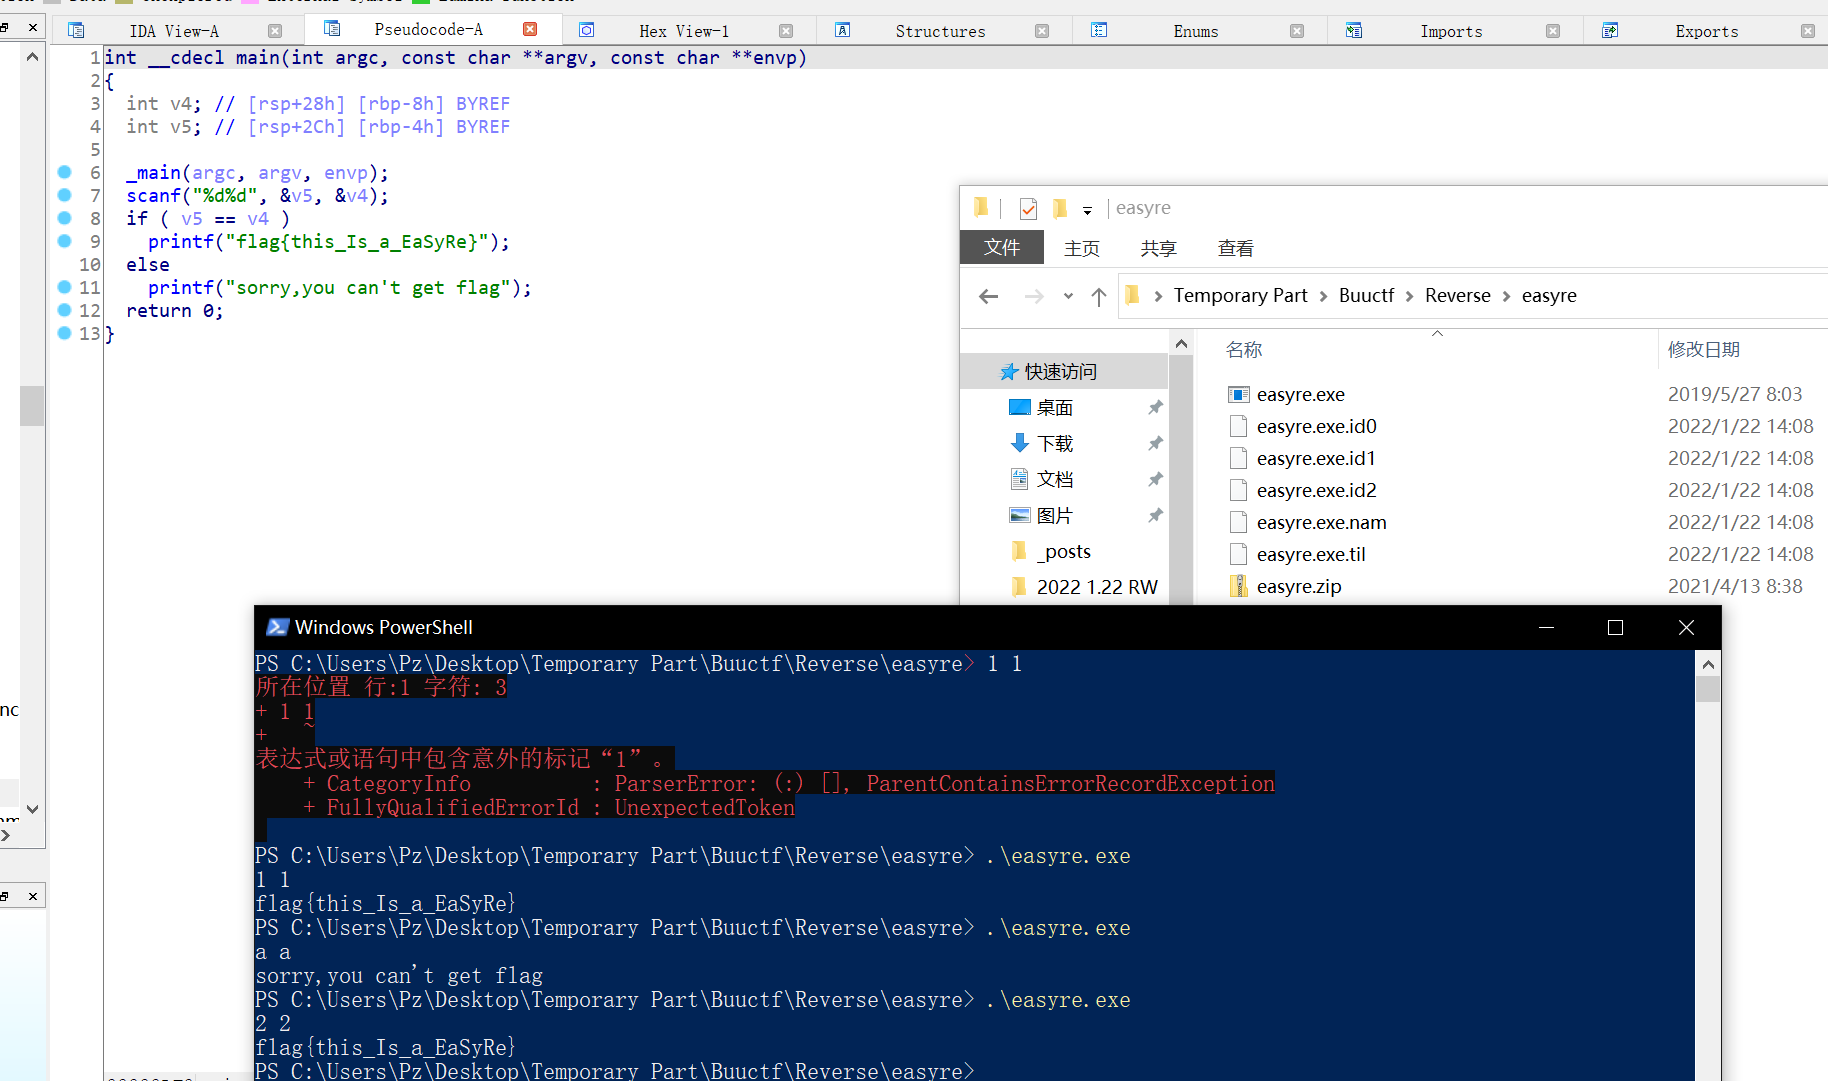 IDA View-A
Pseudocode-A
Hex View-1
Structures
Enums
Imports
Exports
1 int __cdecl main(int argc, const char **argv, const char **envp)
2 {
3 int v4; // [rsp+28h] [rbp-8h] BYREF
4 int v5; // [rsp+2Ch] [rbp-4h] BYREF
5
6 _main(argc, argv, envp);
7 scanf("%d%d", &v5, &v4);
8 if ( v5 == v4 )
9 printf("flag{this_Is_a_EaSyRe}");
10 else
11 printf("sorry,you can't get flag");
12 return 0;
13 }
easyre
文件 主页 共享 查看
Temporary Part > Buuctf > Reverse > easyre
名称 修改日期
快速访问
桌面
下载
文档
图片
_posts
2022 1.22 RW
easyre.exe 2019/5/27 8:03
easyre.exe.id0 2022/1/22 14:08
easyre.exe.id1 2022/1/22 14:08
easyre.exe.id2 2022/1/22 14:08
easyre.exe.nam 2022/1/22 14:08
easyre.exe.til 2022/1/22 14:08
easyre.zip 2021/4/13 8:38
Windows PowerShell
PS C:\Users\Pz\Desktop\Temporary Part\Buuctf\Reverse\easyre> 1 1
所在位置 行:1 字符: 3
+ 1 1
+   ~
表达式或语句中包含意外的标记“1”。
+ CategoryInfo : ParserError: (:) [], ParentContainsErrorRecordException
+ FullyQualifiedErrorId : UnexpectedToken
PS C:\Users\Pz\Desktop\Temporary Part\Buuctf\Reverse\easyre> .\easyre.exe
1 1
flag{this_Is_a_EaSyRe}
PS C:\Users\Pz\Desktop\Temporary Part\Buuctf\Reverse\easyre> .\easyre.exe
a a
sorry,you can't get flag
PS C:\Users\Pz\Desktop\Temporary Part\Buuctf\Reverse\easyre> .\easyre.exe
2 2
flag{this_Is_a_EaSyRe}
PS C:\Users\Pz\Desktop\Temporary Part\Buuctf\Reverse\easyre>